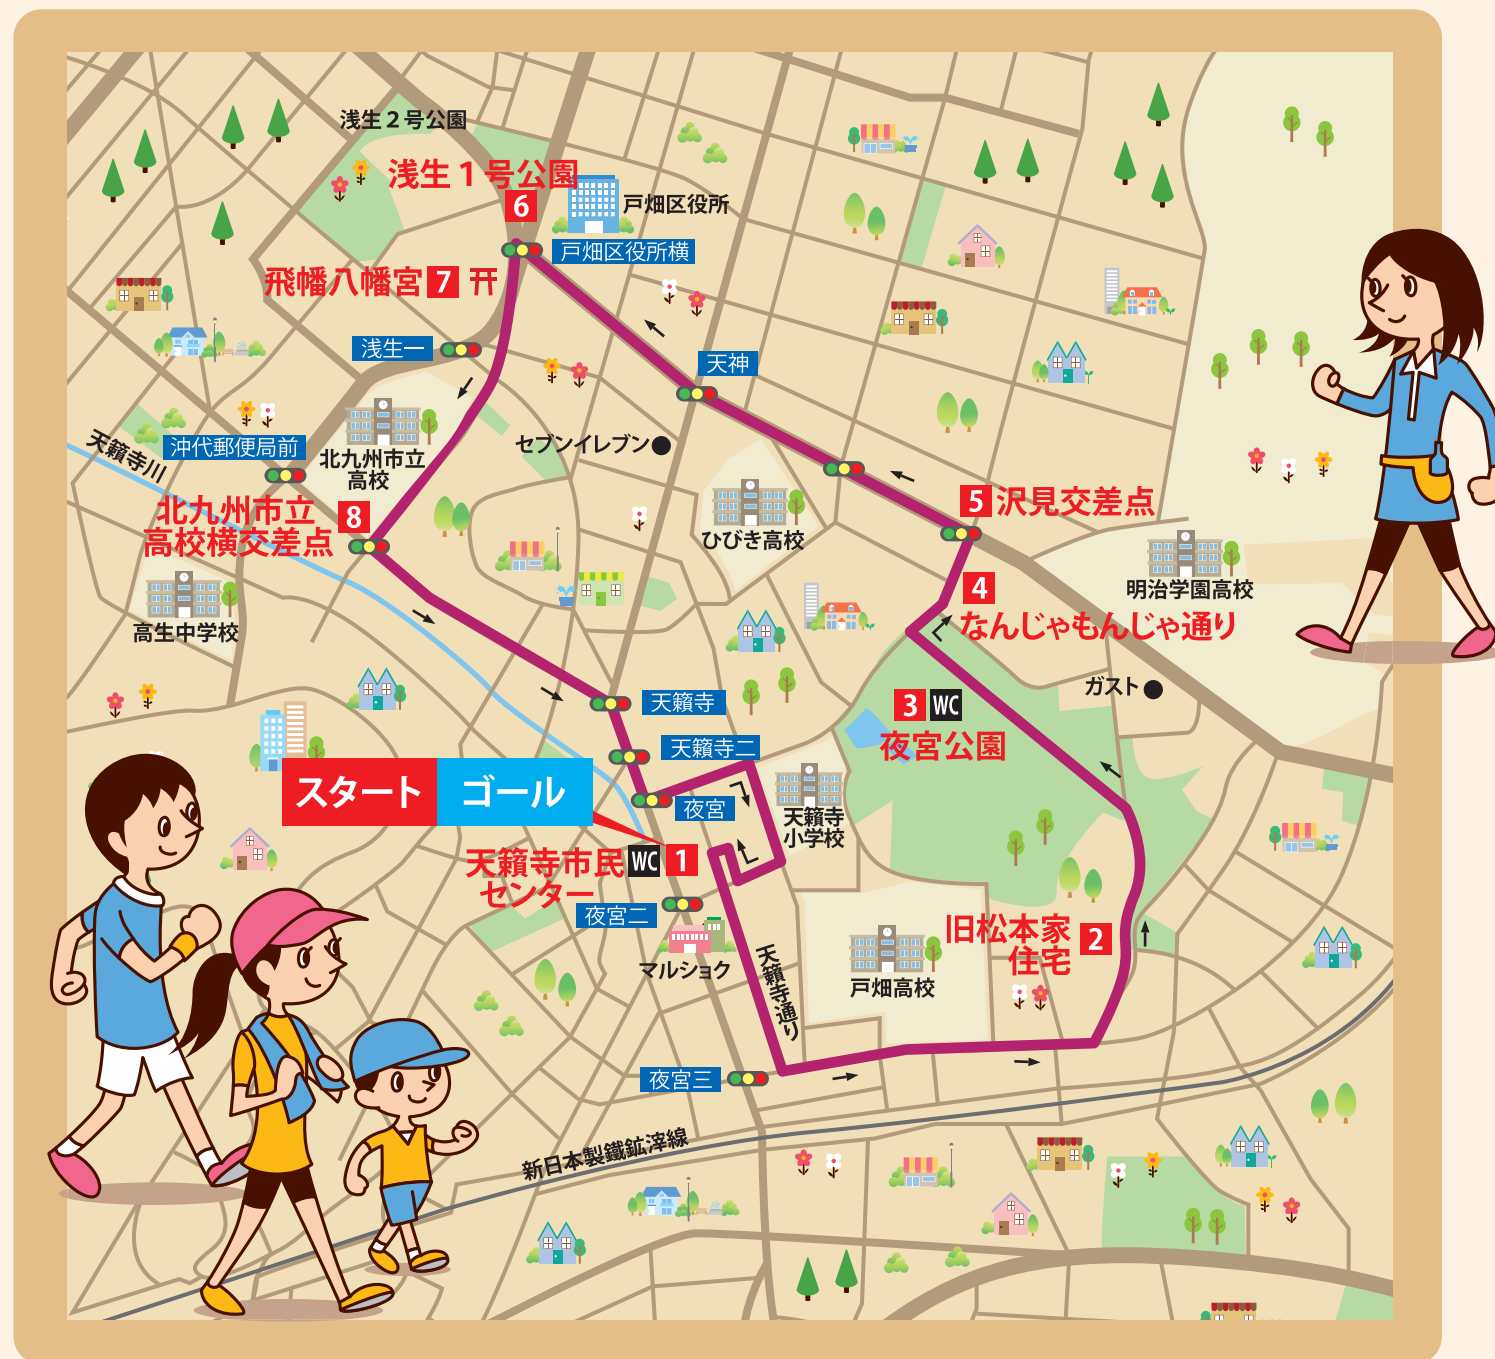 浅生2号公園
浅生1号公園
6
戸畑区役所
戸畑区役所横
飛幡八幡宮 7
浅生一
天神
沖代郵便局前
天籟寺川
北九州市立
高校
セブンイレブン
北九州市立
高校横交差点
8
ひびき高校
5 沢見交差点
4
なんじゃもんじゃ通り
明治学園高校
高生中学校
ガスト
3 WC
夜宮公園
天籟寺
天籟寺二
スタート ゴール
夜宮
天籟寺
小学校
天籟寺市民
センター
WC 1
夜宮二
マルショク
天籟寺通り
戸畑高校
旧松本家
住宅
2
夜宮三
新日本製鐵鉱滓線